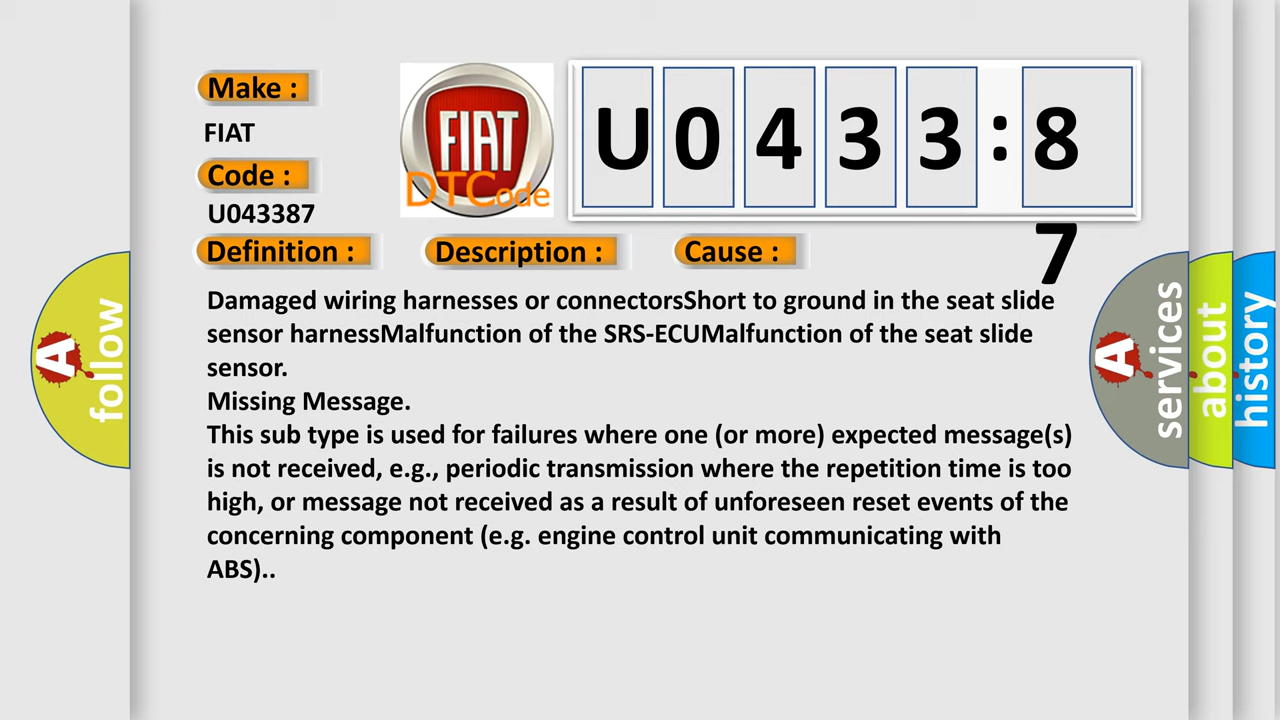 Make :
FIAT
Code :
U043387
FIAT
DTCode
U0433:8
7
Definition :
Description :
Cause :
Damaged wiring harnesses or connectorsShort to ground in the seat slide
sensor harnessMalfunction of the SRS-ECUMalfunction of the seat slide
sensor.
Missing Message.
This sub type is used for failures where one (or more) expected message(s)
is not received, e.g., periodic transmission where the repetition time is too
high, or message not received as a result of unforeseen reset events of the
concerning component (e.g. engine control unit communicating with
ABS)..
A
follow
A
services
about
history